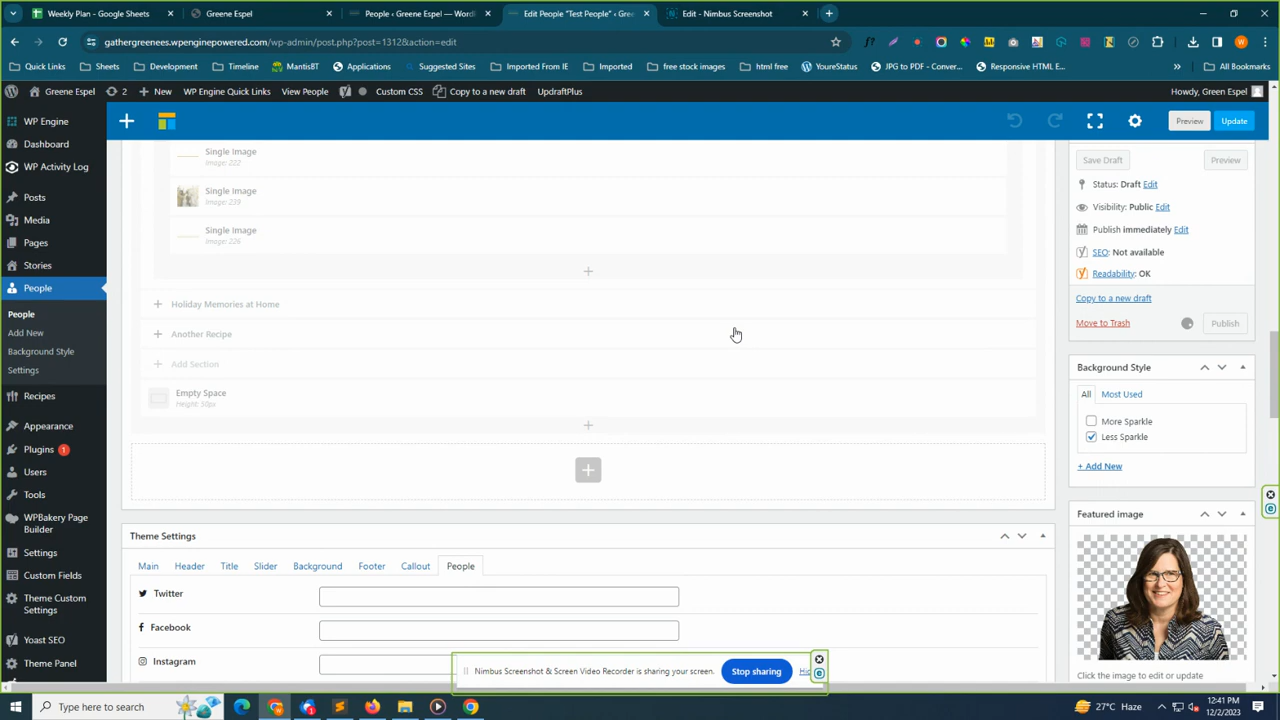 Weekly Plan - Google Sheets
Greene Espel
People ‹ Greene Espel — Wordl
Edit People "Test People" ‹ Gre
Edit - Nimbus Screenshot
gathergreenees.wpenginepowered.com/wp-admin/post.php?post=1312&action=edit
Quick Links
Sheets
Development
Timeline
MantisBT
Applications
Suggested Sites
Imported From IE
Imported
free stock images
html free
YoureStatus
JPG to PDF - Conver...
Responsive HTML E...
All Bookmarks
Greene Espel
2
New
WP Engine Quick Links
View People
Custom CSS
Copy to a new draft
UpdraftPlus
Howdy, Green Espel
WP Engine
Dashboard
WP Activity Log
Posts
Media
Pages
Stories
People
People
Add New
Background Style
Settings
Recipes
Appearance
Plugins 1
Users
Tools
WPBakery Page
Builder
Settings
Custom Fields
Theme Custom
Settings
Yoast SEO
Theme Panel
Preview
Update
Single Image
Image: 222
Single Image
Image: 239
Single Image
Image: 226
Holiday Memories at Home
Another Recipe
Add Section
Empty Space
Height: 50px
Theme Settings
Main
Header
Title
Slider
Background
Footer
Callout
People
Twitter
Facebook
Instagram
Save Draft
Preview
Status: Draft Edit
Visibility: Public Edit
Publish immediately Edit
SEO: Not available
Readability: OK
Copy to a new draft
Move to Trash
Publish
Background Style
All
Most Used
More Sparkle
Less Sparkle
+ Add New
Featured image
Click the image to edit or update
Nimbus Screenshot & Screen Video Recorder is sharing your screen.
Stop sharing
Hid
Type here to search
27°C Haze
12:41 PM
12/2/2023